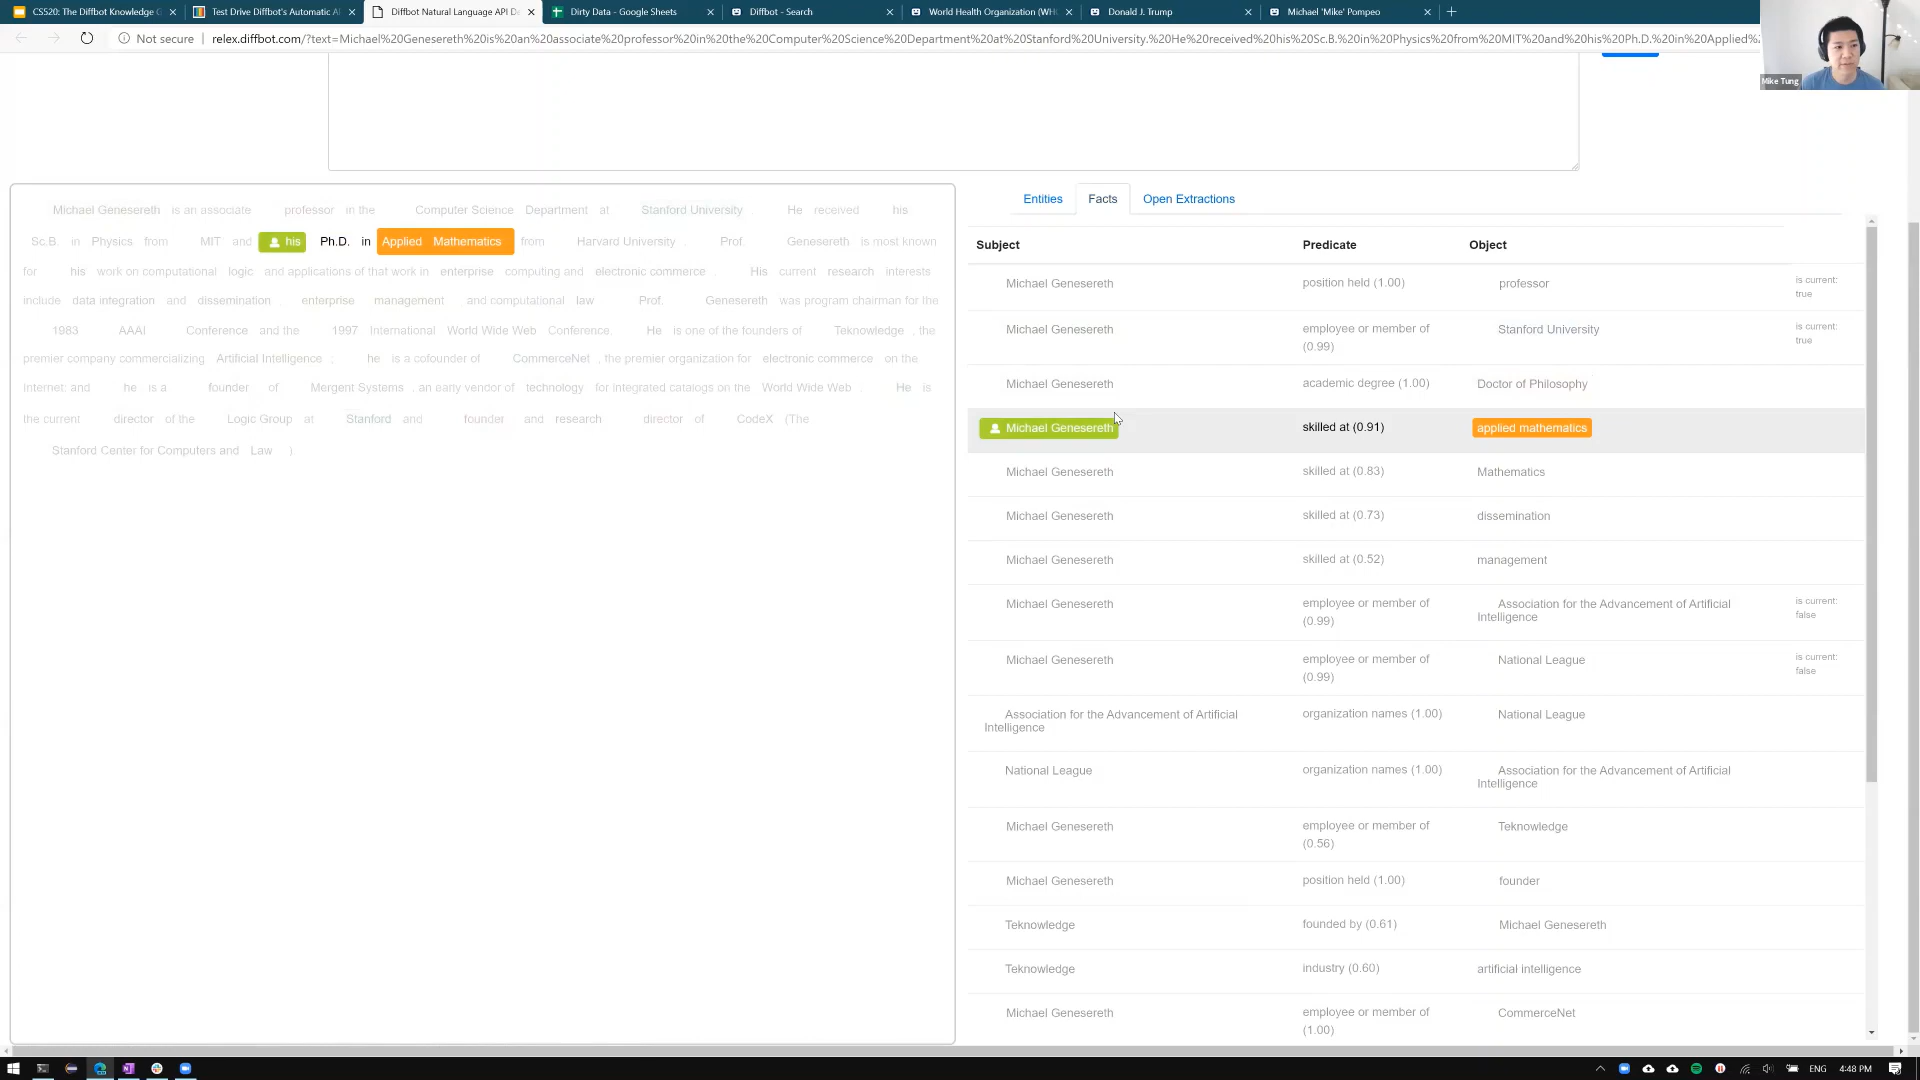 CS520: The Diffbot Knowledge G
Test Drive Diffbot's Automatic A
Diffbot Natural Language API D
Dirty Data - Google Sheets
Diffbot - Search
World Health Organization (WH
Donald J. Trump
Michael 'Mike' Pompeo
Not secure
relex.diffbot.com/?text=Michael%20Genesereth%20is%20an%20associate%20professor%20in%20the%20Computer%20Science%20Department%20at%20Stanford%20University.%20He%20received%20his%20Sc.B.%20in%20Physics%20from%20MIT%20and%20his%20Ph.D.%20in%20Applied%
Mike Tung
Michael Genesereth is an associate professor in the Computer Science Department at Stanford University . He received his
Sc.B. in Physics from MIT and his Ph.D. in Applied Mathematics from Harvard University . Prof. Genesereth is most known
for his work on computational logic and applications of that work in enterprise computing and electronic commerce . His current research interests
include data integration and dissemination , enterprise management and computational law Prof. Genesereth was program chairman for the
1983 AAAI Conference and the 1997 International World Wide Web Conference. He is one of the founders of Teknowledge , the
premier company commercializing Artificial Intelligence ; he is a cofounder of CommerceNet , the premier organization for electronic commerce on the
Internet: and he is a founder of Mergent Systems , an early vendor of technology for integrated catalogs on the World Wide Web . He is
the current director of the Logic Group at Stanford and founder and research director of CodeX (The
Stanford Center for Computers and Law )
Entities
Facts
Open Extractions
Subject Predicate Object
Michael Genesereth position held (1.00) professor is current:
true
Michael Genesereth employee or member of Stanford University is current:
(0.99) true
Michael Genesereth academic degree (1.00) Doctor of Philosophy
Michael Genesereth skilled at (0.91) applied mathematics
Michael Genesereth skilled at (0.83) Mathematics
Michael Genesereth skilled at (0.73) dissemination
Michael Genesereth skilled at (0.52) management
Michael Genesereth employee or member of Association for the Advancement of Artificial is current:
(0.99) Intelligence false
Michael Genesereth employee or member of National League is current:
(0.99) false
Association for the Advancement of Artificial organization names (1.00) National League
Intelligence
National League organization names (1.00) Association for the Advancement of Artificial
Intelligence
Michael Genesereth employee or member of Teknowledge
(0.56)
Michael Genesereth position held (1.00) founder
Teknowledge founded by (0.61) Michael Genesereth
Teknowledge industry (0.60) artificial intelligence
Michael Genesereth employee or member of CommerceNet
(1.00)
ENG 4:48 PM